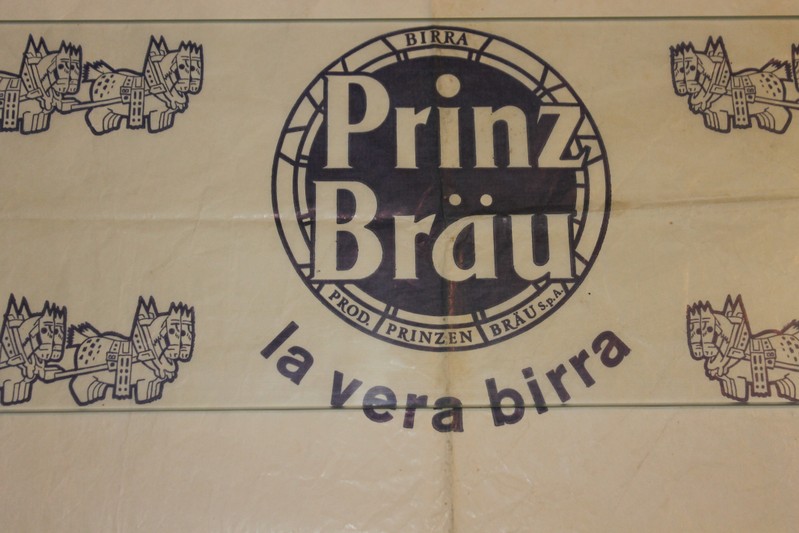 BIRRA
Prinz
Bräu
PROD. PRINZEN BRÄU S.p.A.
la vera birra